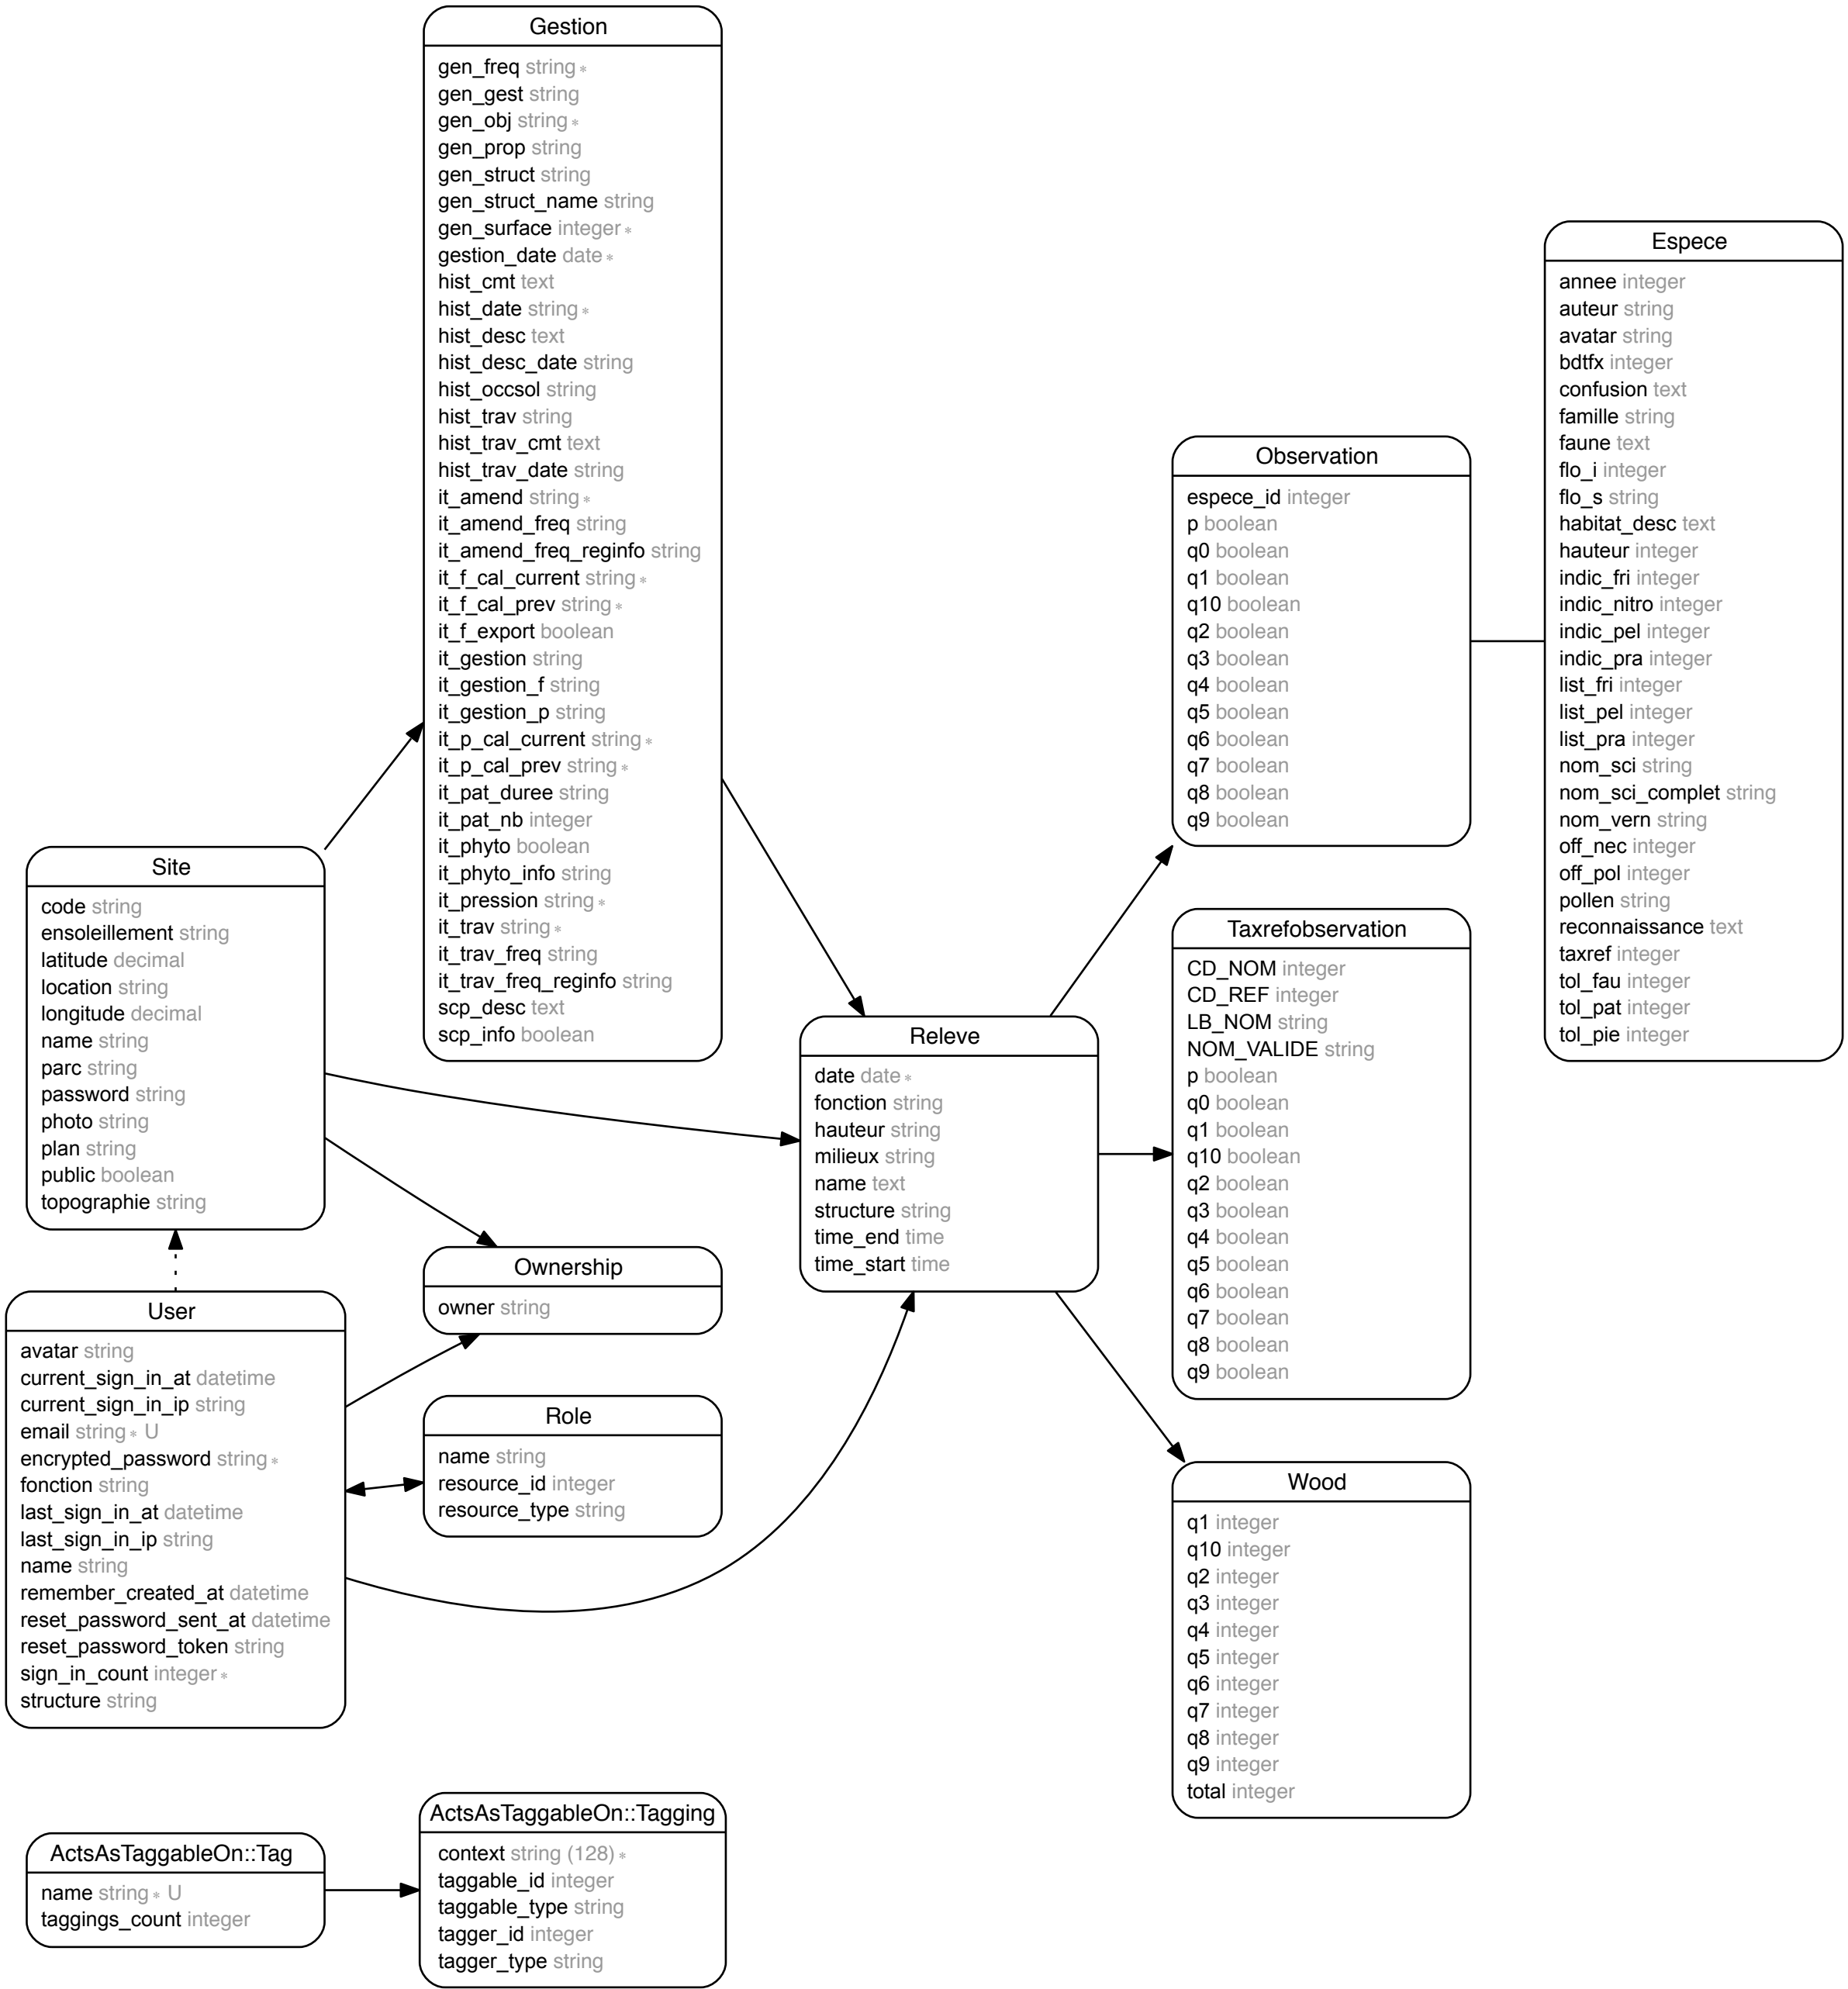 Gestion
gen_freq string ∗
gen_gest string
gen_obj string ∗
gen_prop string
gen_struct string
gen_struct_name string
gen_surface integer ∗
gestion_date date ∗
hist_cmt text
hist_date string ∗
hist_desc text
hist_desc_date string
hist_occsol string
hist_trav string
hist_trav_cmt text
hist_trav_date string
it_amend string ∗
it_amend_freq string
it_amend_freq_reginfo string
it_f_cal_current string ∗
it_f_cal_prev string ∗
it_f_export boolean
it_gestion string
it_gestion_f string
it_gestion_p string
it_p_cal_current string ∗
it_p_cal_prev string ∗
it_pat_duree string
it_pat_nb integer
it_phyto boolean
it_phyto_info string
it_pression string ∗
it_trav string ∗
it_trav_freq string
it_trav_freq_reginfo string
scp_desc text
scp_info boolean
Espece
annee integer
auteur string
avatar string
bdtfx integer
confusion text
famille string
faune text
flo_i integer
flo_s string
habitat_desc text
hauteur integer
indic_fri integer
indic_nitro integer
indic_pel integer
indic_pra integer
list_fri integer
list_pel integer
list_pra integer
nom_sci string
nom_sci_complet string
nom_vern string
off_nec integer
off_pol integer
pollen string
reconnaissance text
taxref integer
tol_fau integer
tol_pat integer
tol_pie integer
Observation
espece_id integer
p boolean
q0 boolean
q1 boolean
q10 boolean
q2 boolean
q3 boolean
q4 boolean
q5 boolean
q6 boolean
q7 boolean
q8 boolean
q9 boolean
Site
code string
ensoleillement string
latitude decimal
location string
longitude decimal
name string
parc string
password string
photo string
plan string
public boolean
topographie string
Taxrefobservation
CD_NOM integer
CD_REF integer
LB_NOM string
NOM_VALIDE string
p boolean
q0 boolean
q1 boolean
q10 boolean
q2 boolean
q3 boolean
q4 boolean
q5 boolean
q6 boolean
q7 boolean
q8 boolean
q9 boolean
Releve
date date ∗
fonction string
hauteur string
milieux string
name text
structure string
time_end time
time_start time
Ownership
owner string
User
avatar string
current_sign_in_at datetime
current_sign_in_ip string
email string ∗ U
encrypted_password string ∗
fonction string
last_sign_in_at datetime
last_sign_in_ip string
name string
remember_created_at datetime
reset_password_sent_at datetime
reset_password_token string
sign_in_count integer ∗
structure string
Role
name string
resource_id integer
resource_type string
Wood
q1 integer
q10 integer
q2 integer
q3 integer
q4 integer
q5 integer
q6 integer
q7 integer
q8 integer
q9 integer
total integer
ActsAsTaggableOn::Tag
name string ∗ U
taggings_count integer
ActsAsTaggableOn::Tagging
context string (128) ∗
taggable_id integer
taggable_type string
tagger_id integer
tagger_type string